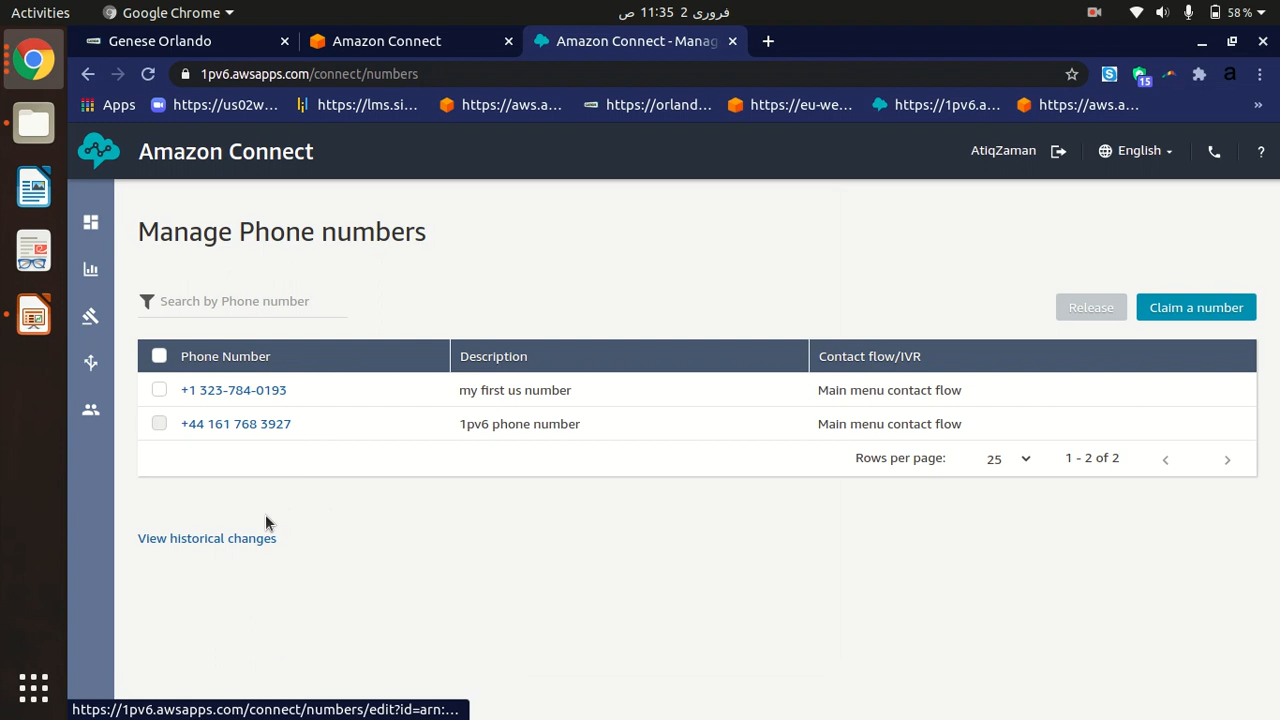 Activities Google Chrome 11:35 فروری 2 ص 58 %
Genese Orlando Amazon Connect Amazon Connect - Manag
1pv6.awsapps.com/connect/numbers a
Apps https://us02w... https://lms.si... https://aws.a... https://orland... https://eu-we... https://1pv6.a... https://aws.a... »
15
Amazon Connect AtiqZaman English ?
Manage Phone numbers
Search by Phone number Release Claim a number
Phone Number Description Contact flow/IVR
+1 323-784-0193 my first us number Main menu contact flow
+44 161 768 3927 1pv6 phone number Main menu contact flow
Rows per page: 25 1 - 2 of 2
View historical changes
https://1pv6.awsapps.com/connect/numbers/edit?id=arn:...